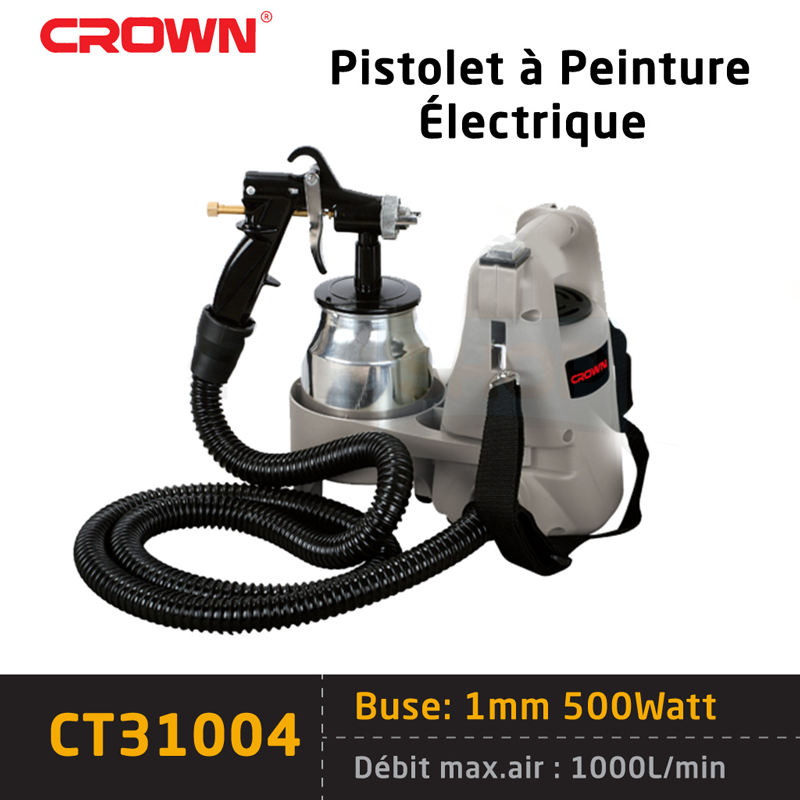 CROWN®
Pistolet à Peinture
Électrique
CROWN
CT31004
Buse: 1mm 500Watt
Débit max.air : 1000L/min